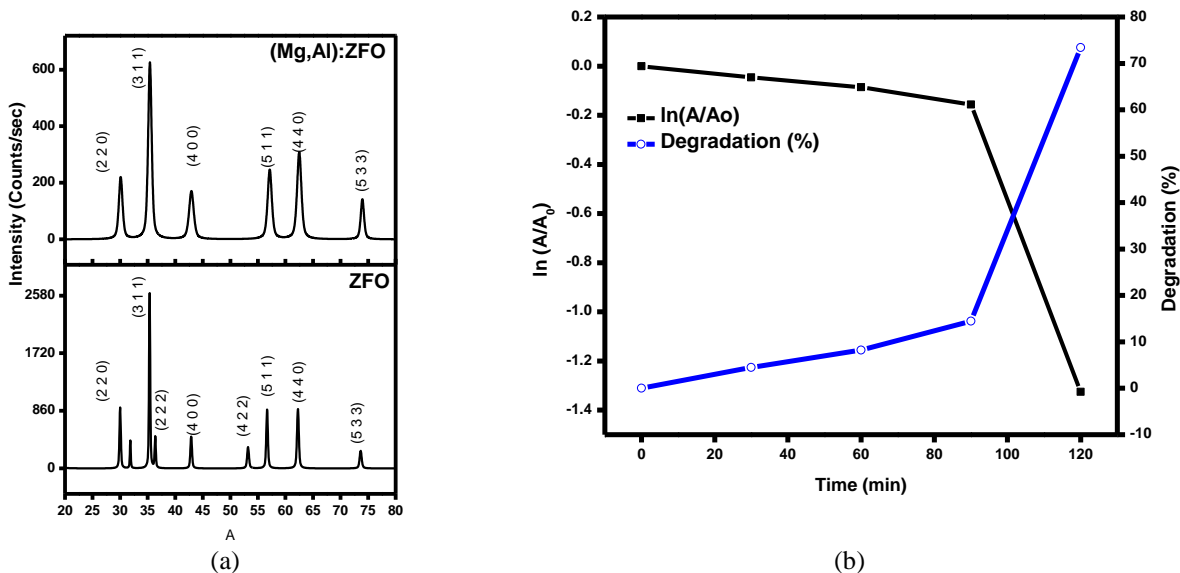 (Mg,Al):ZFO
(2 2 0)
(3 1 1)
(4 0 0)
(5 1 1)
(4 4 0)
(5 3 3)
600
400
200
0
Intensity (Counts/sec)
ZFO
(2 2 0)
(3 1 1)
(2 2 2)
(4 0 0)
(4 2 2)
(5 1 1)
(4 4 0)
(5 3 3)
2580
1720
860
0
20 25 30 35 40 45 50 55 60 65 70 75 80
A
(a)
0.2
0.0
-0.2
-0.4
-0.6
-0.8
-1.0
-1.2
-1.4
ln (A/A₀)
ln(A/Ao)
Degradation (%)
80
70
60
50
40
30
20
10
0
-10
Degradation (%)
0 20 40 60 80 100 120
Time (min)
(b)